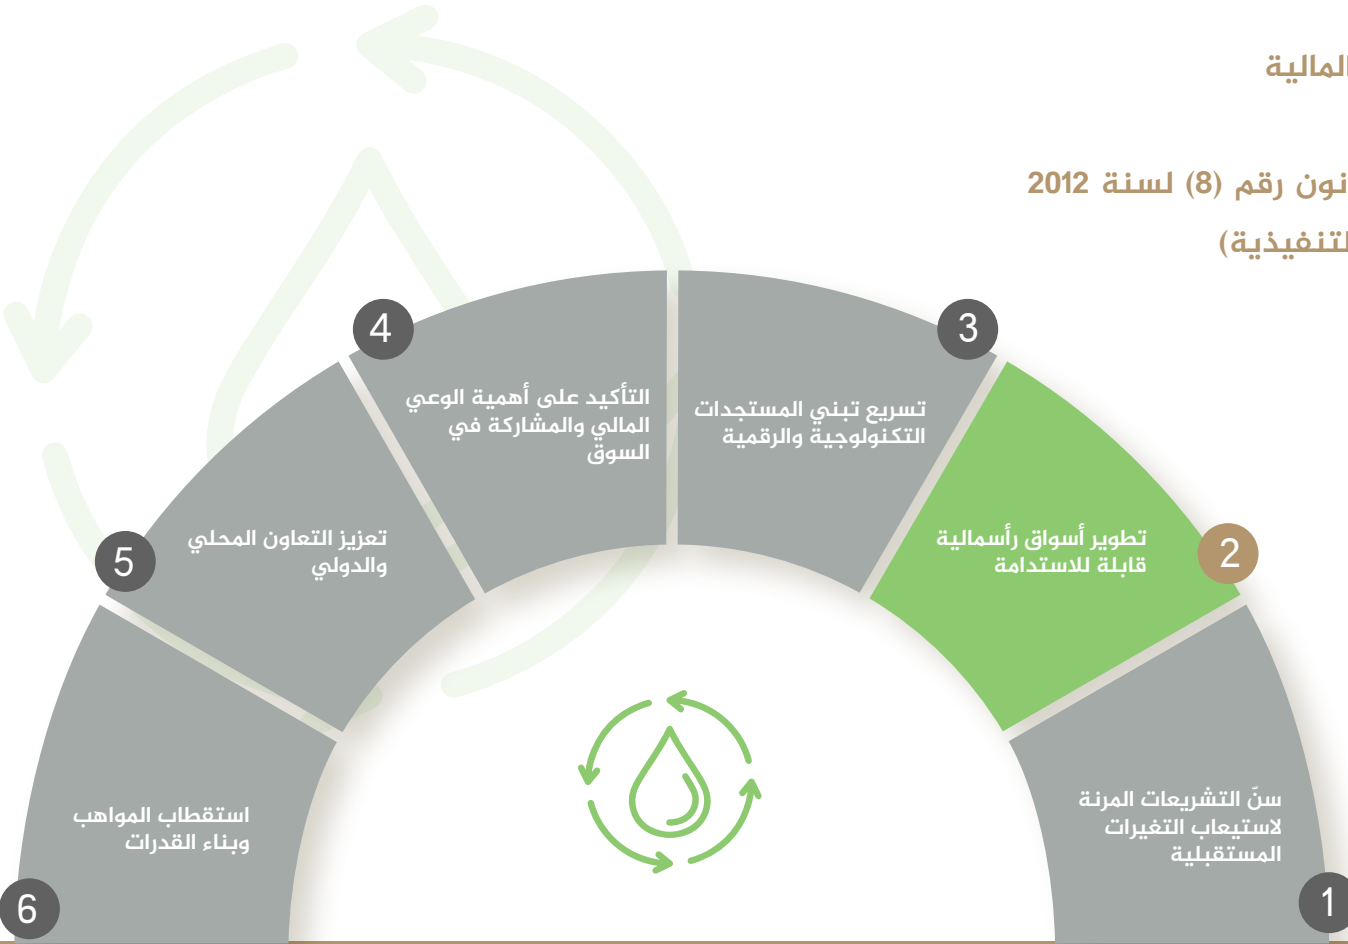 المالية
نون رقم (8) لسنة 2012
لتنفيذية)
1
سنّ التشريعات المرنة
لاستيعاب التغيرات
المستقبلية
2
تطوير أسواق رأسمالية
قابلة للاستدامة
3
تسريع تبني المستجدات
التكنولوجية والرقمية
4
التأكيد على أهمية الوعي
المالي والمشاركة في
السوق
5
تعزيز التعاون المحلي
والدولي
6
استقطاب المواهب
وبناء القدرات